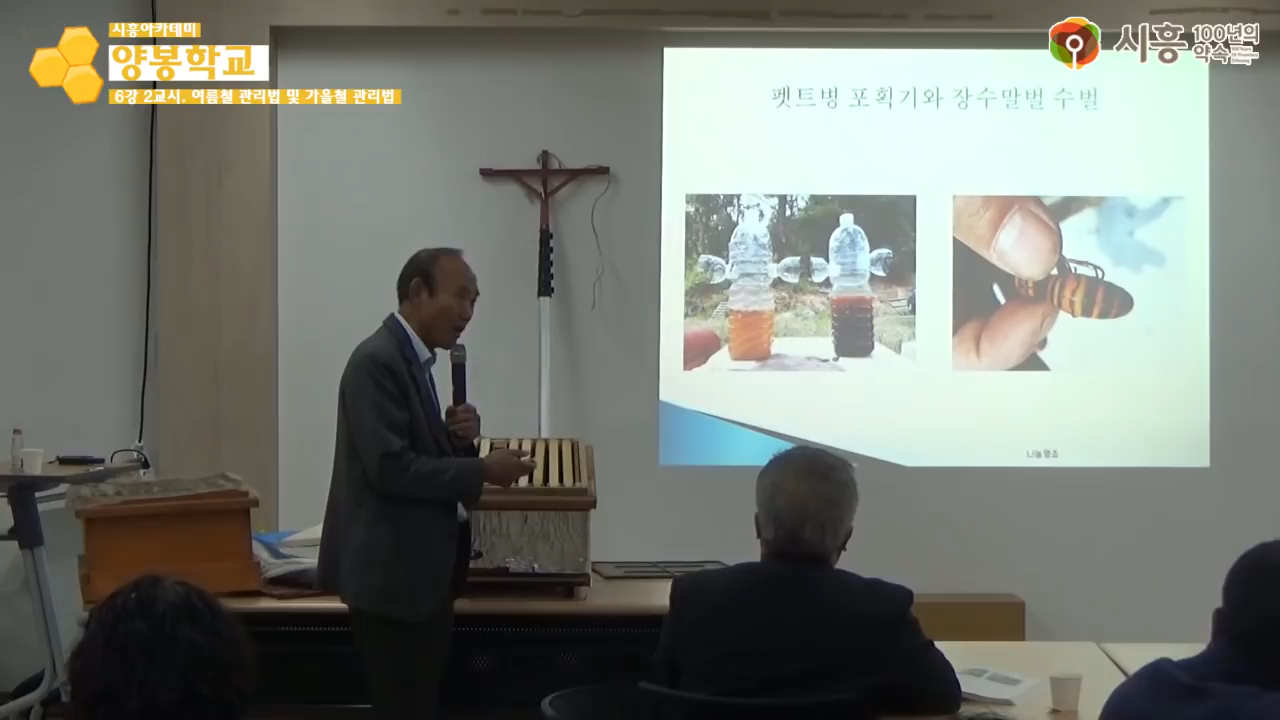 시흥아카데미
양봉학교
6강 2교시. 여름철 관리법 및 가을철 관리법
시흥
100년의
약속
펫트병 포획기와 장수말벌 수벌